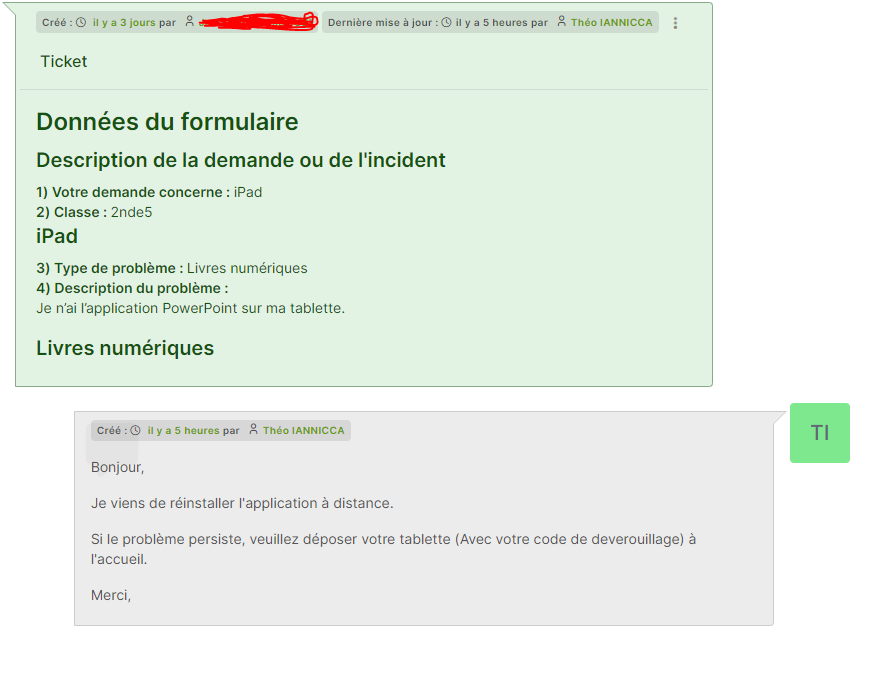 Créé : il y a 3 jours par
Dernière mise à jour : il y a 5 heures par Théo IANNICCA
Ticket
Données du formulaire
Description de la demande ou de l'incident
1) Votre demande concerne : iPad
2) Classe : 2nde5
iPad
3) Type de problème : Livres numériques
4) Description du problème :
Je n’ai l’application PowerPoint sur ma tablette.
Livres numériques
Créé : il y a 5 heures par Théo IANNICCA
TI
Bonjour,
Je viens de réinstaller l'application à distance.
Si le problème persiste, veuillez déposer votre tablette (Avec votre code de deverouillage) à
l'accueil.
Merci,